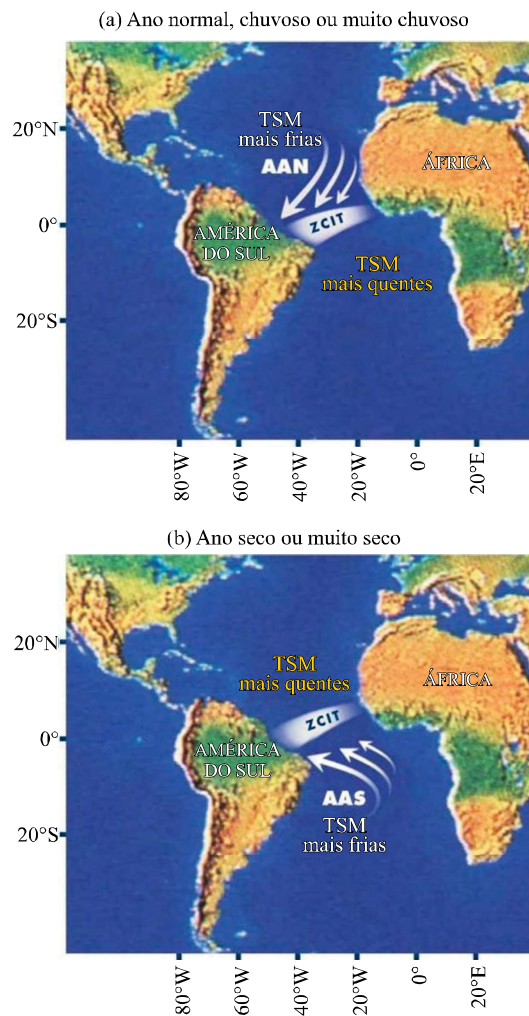 (a) Ano normal, chuvoso ou muito chuvoso
20°N
0°
20°S
TSM
mais frias
AAN
ZCIT
ÁFRICA
AMÉRICA
DO SUL
TSM
mais quentes
80°W
60°W
40°W
20°W
0°
20°E
(b) Ano seco ou muito seco
20°N
0°
20°S
TSM
mais quentes
ZCIT
ÁFRICA
AMÉRICA
DO SUL
AAS
TSM
mais frias
80°W
60°W
40°W
20°W
0°
20°E